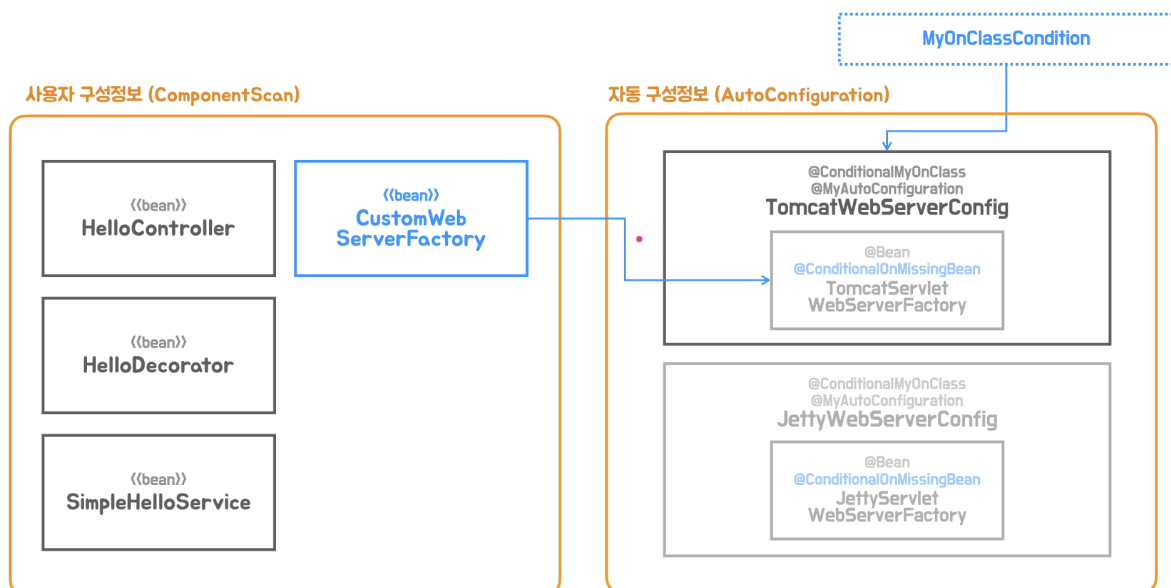 MyOnClassCondition
사용자 구성정보 (ComponentScan)
자동 구성정보 (AutoConfiguration)
⟨⟨bean⟩⟩
HelloController
⟨⟨bean⟩⟩
CustomWeb
ServerFactory
⟨⟨bean⟩⟩
HelloDecorator
⟨⟨bean⟩⟩
SimpleHelloService
@ConditionalMyOnClass
@MyAutoConfiguration
TomcatWebServerConfig
@Bean
@ConditionalOnMissingBean
TomcatServlet
WebServerFactory
@ConditionalMyOnClass
@MyAutoConfiguration
JettyWebServerConfig
@Bean
@ConditionalOnMissingBean
JettyServlet
WebServerFactory